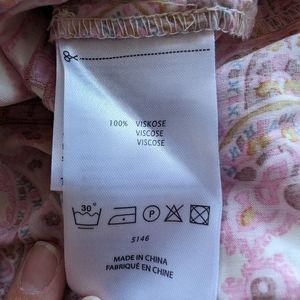 100% VISKOSE
VISCOSE
VISCOSE
30°
P
5146
MADE IN CHINA
FABRIQUÉ EN CHINE